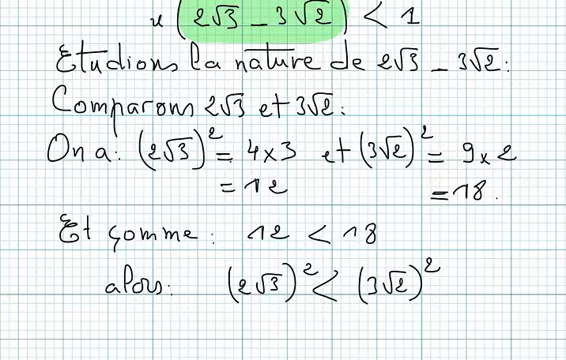 x (2√3 - 3√2) < 1
Etudions la nature de 2√3 - 3√2:
Comparons 2√3 et 3√2:
On a: (2√3)² = 4×3 et (3√2)² = 9×2
= 12 = 18.
Et comme: 12 < 18
alors: (2√3)² < (3√2)²